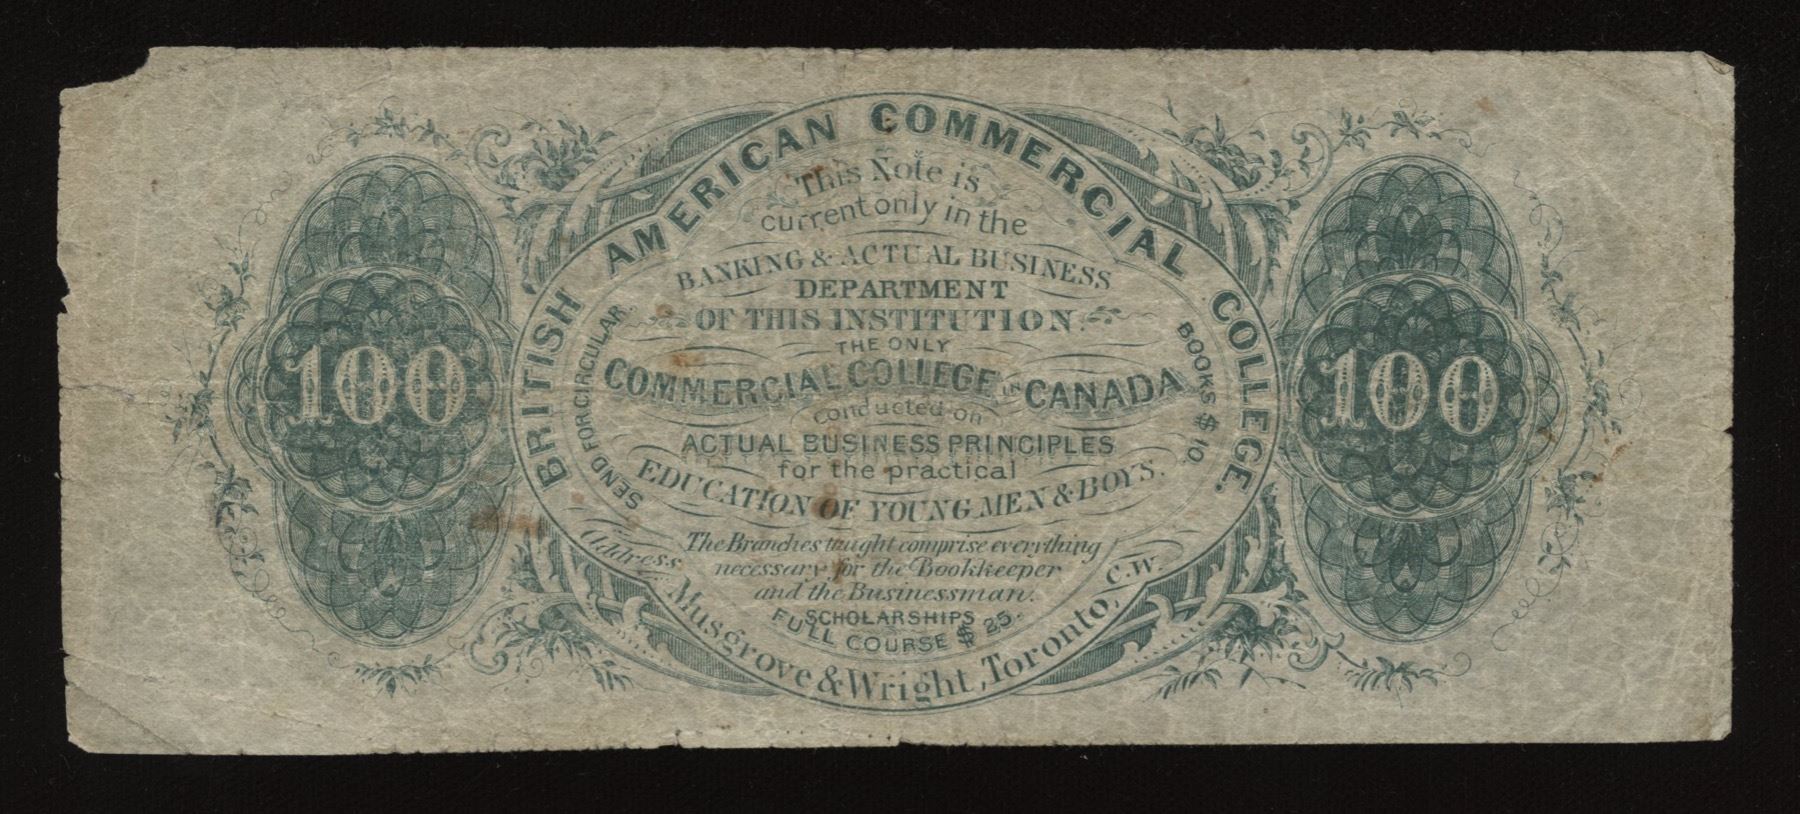 BRITISH AMERICAN COMMERCIAL COLLEGE.
This Note is
current only in the
BANKING & ACTUAL BUSINESS
DEPARTMENT
OF THIS INSTITUTION.
THE ONLY
COMMERCIAL COLLEGE IN CANADA
conducted on
ACTUAL BUSINESS PRINCIPLES
for the practical
EDUCATION OF YOUNG MEN & BOYS.
The Branches taught comprise everything
necessary for the Bookkeeper
and the Businessman.
SCHOLARSHIPS
FULL COURSE $25.
SEND FOR CIRCULAR.
BOOKS $10.
Address
Musgrove & Wright, Toronto, C.W.
100
100